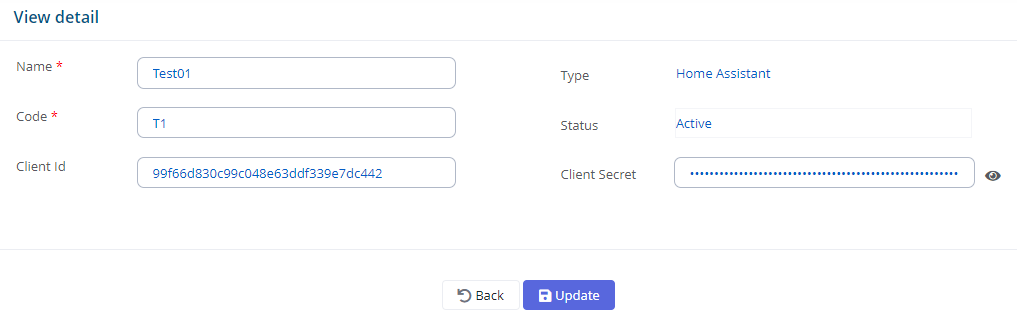 View detail
Name *
Test01
Type
Home Assistant
Code *
T1
Status
Active
Client Id
99f66d830c99c048e63ddf339e7dc442
Client Secret
Back
Update